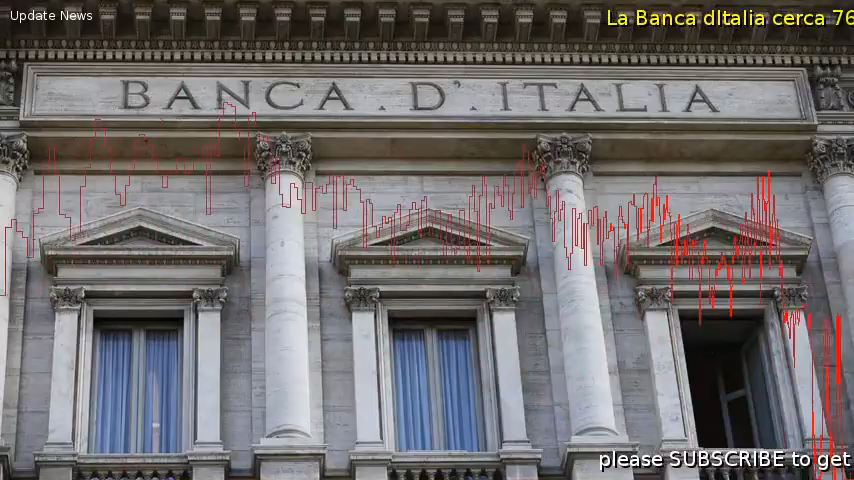 Update News
La Banca dItalia cerca 76
BANCA . D'. ITALIA
please SUBSCRIBE to get